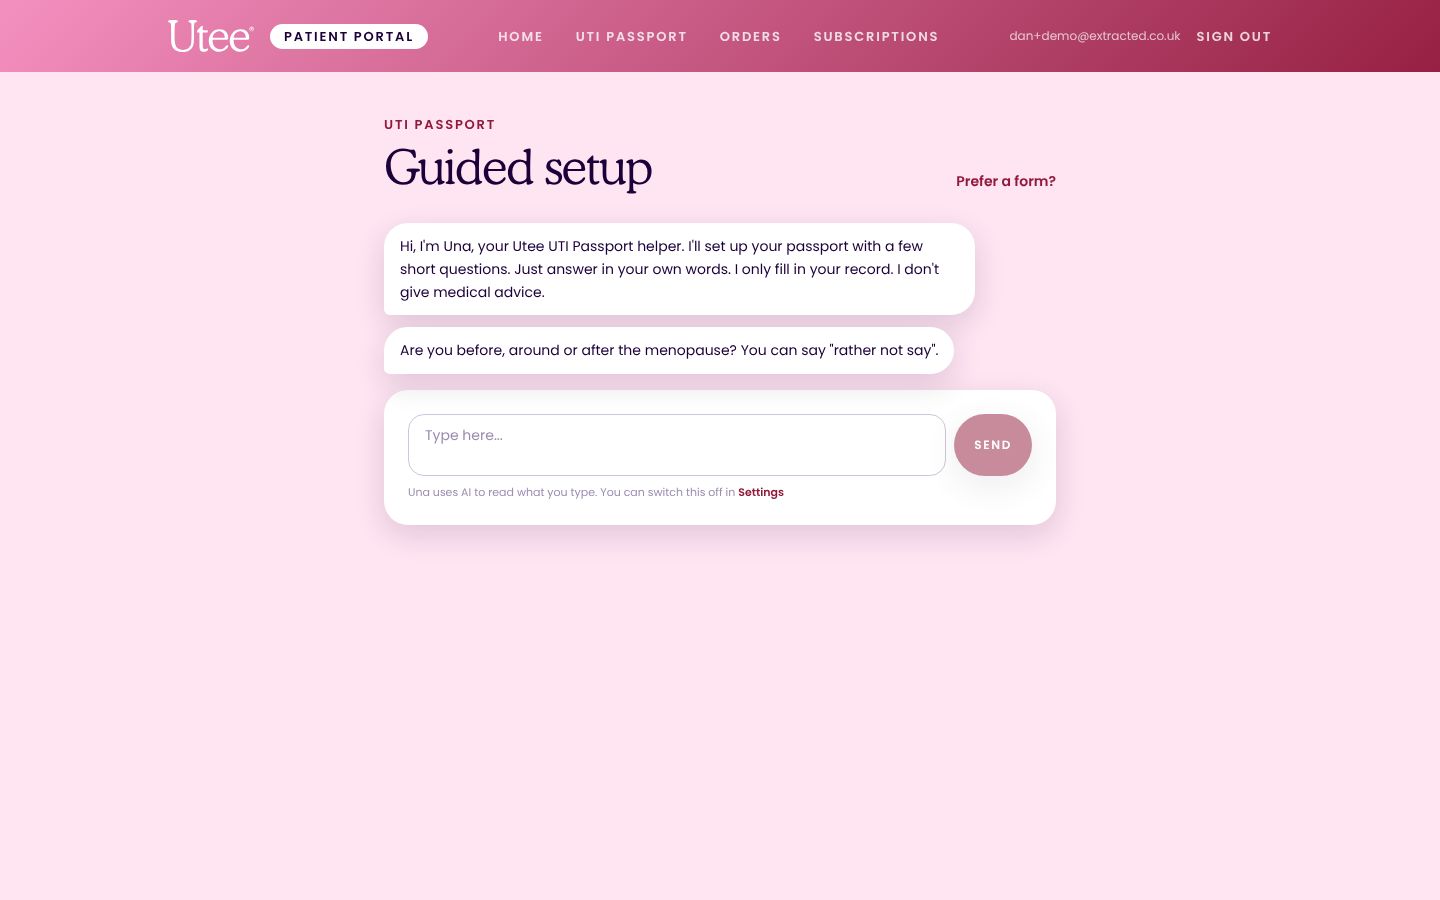 Utee®
PATIENT PORTAL
HOME
UTI PASSPORT
ORDERS
SUBSCRIPTIONS
dan+demo@extracted.co.uk
SIGN OUT
UTI PASSPORT
Guided setup
Prefer a form?
Hi, I'm Una, your Utee UTI Passport helper. I'll set up your passport with a few
short questions. Just answer in your own words. I only fill in your record. I don't
give medical advice.
Are you before, around or after the menopause? You can say "rather not say".
Type here...
SEND
Una uses AI to read what you type. You can switch this off in Settings